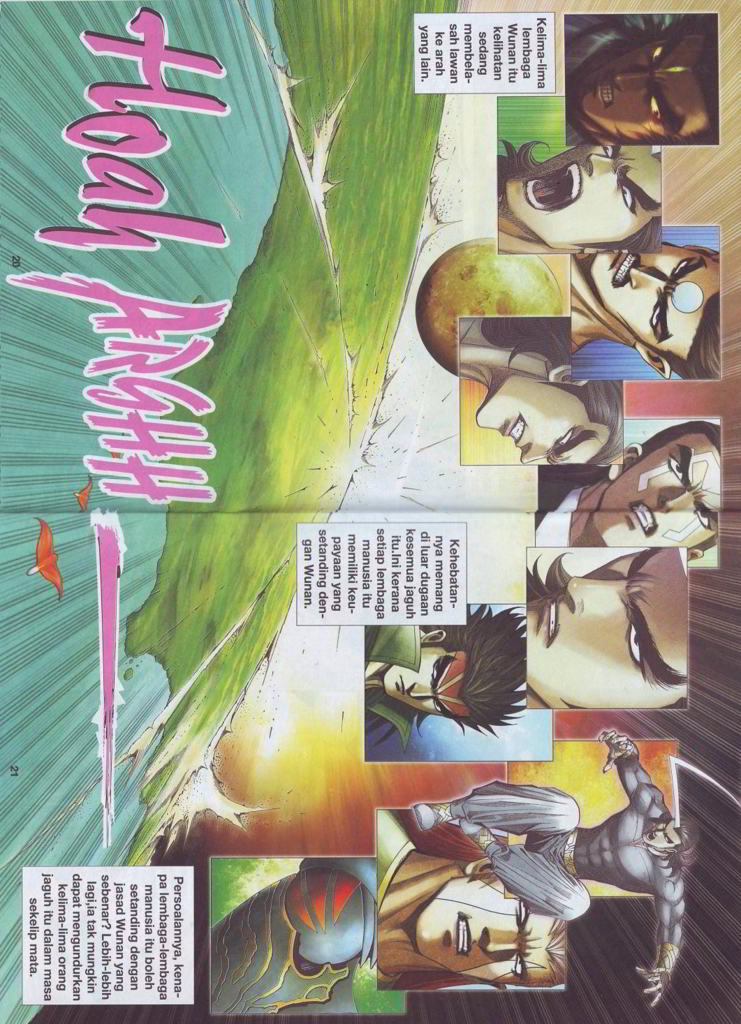 Kelima-lima
lembaga
Wunan itu
kelihatan
sedang
membela-
sah lawan
ke arah
yang lain.
Hoah ARGHH
Kehebatan-
nya memang
di luar dugaan
kesemua jaguh
itu.Ini kerana
setiap lembaga
manusia itu
memiliki keu-
payaan yang
setanding den-
gan Wunan.
Persoalannya, kena-
pa lembaga-lembaga
manusia itu boleh
setanding dengan
jasad Wunan yang
sebenar? Lebih-lebih
lagi,ia tak mungkin
dapat mengundurkan
kelima-lima orang
jaguh itu dalam masa
sekelip mata.
20
21